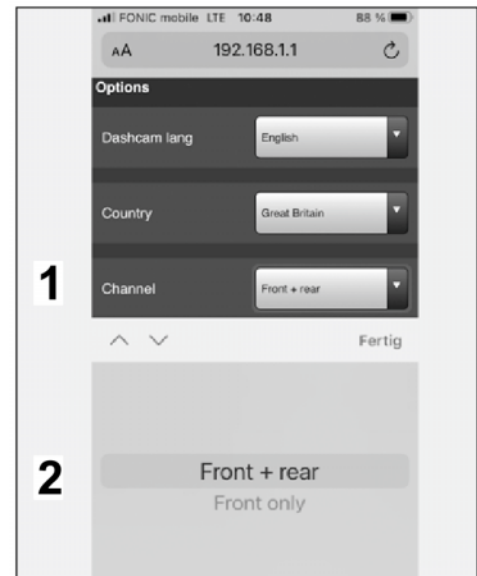 FONIC mobile LTE 10:48 88 %
AA 192.168.1.1
Options
Dashcam lang English
Country Great Britain
1 Channel Front + rear
Fertig
2 Front + rear
Front only